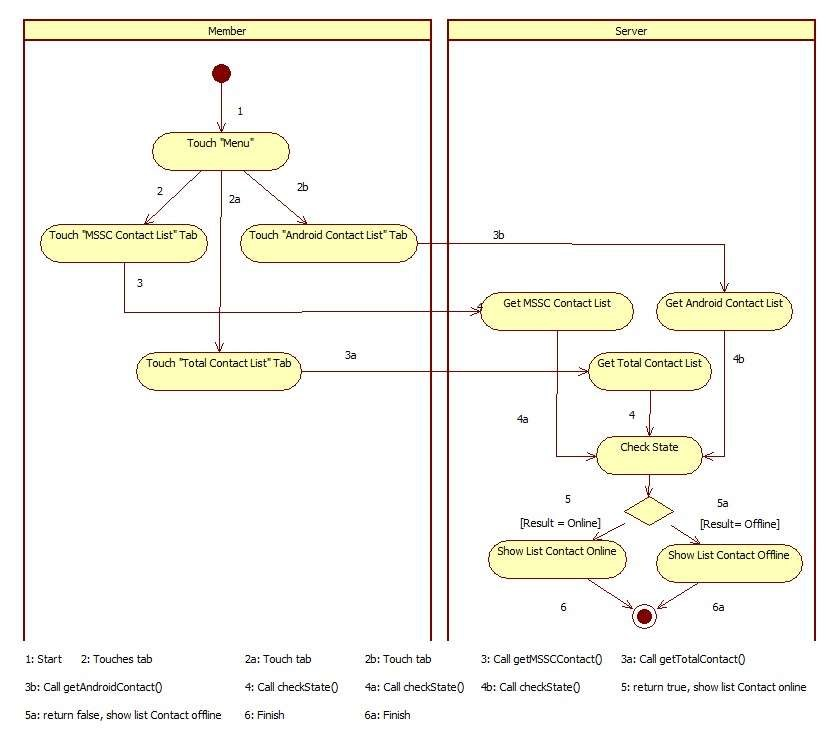 Member Server
1
Touch "Menu"
2 2a 2b
Touch "MSSC Contact List" Tab Touch "Android Contact List" Tab 3b
3
4 Get MSSC Contact List Get Android Contact List
Touch "Total Contact List" Tab 3a Get Total Contact List 4b
4a 4
Check State
5 5a
[Result = Online] [Result= Offline]
Show List Contact Online Show List Contact Offline
6 6a
1: Start 2: Touches tab 2a: Touch tab 2b: Touch tab 3: Call getMSSCContact() 3a: Call getTotalContact()
3b: Call getAndroidContact() 4: Call checkState() 4a: Call checkState() 4b: Call checkState() 5: return true, show list Contact online
5a: return false, show list Contact offline 6: Finish 6a: Finish